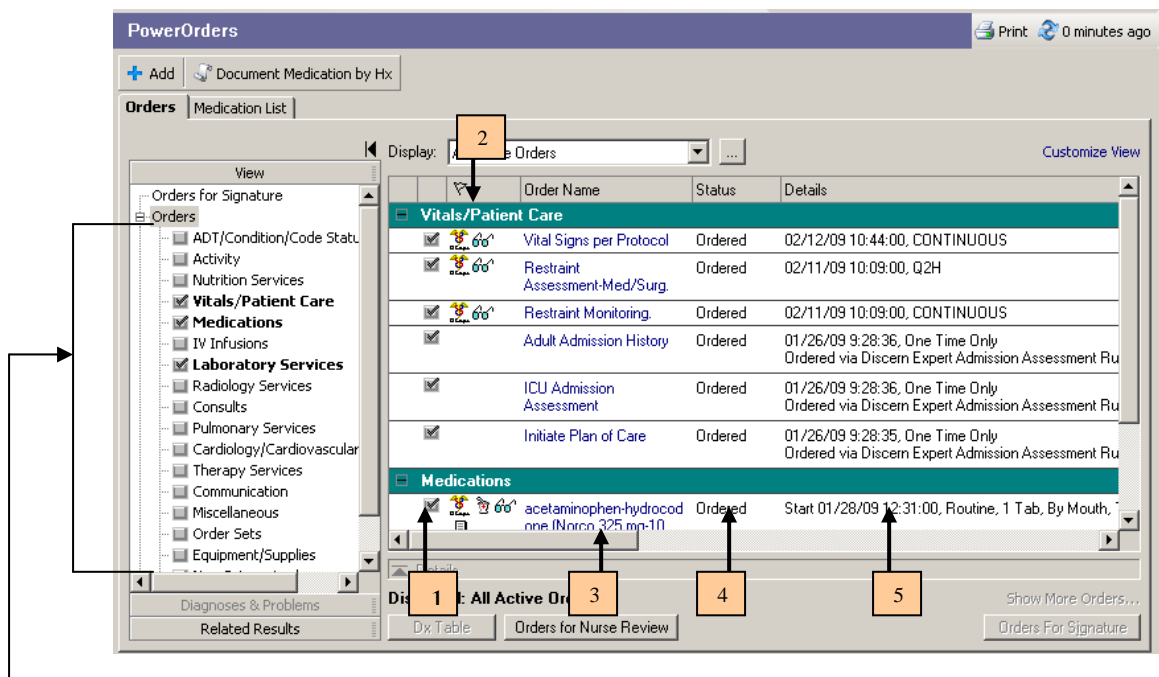 PowerOrders
Print 0 minutes ago
Add Document Medication by Hx
Orders Medication List
Display: Orders ...
Customize View
2
View
Orders for Signature
Orders
ADT/Condition/Code Statu
Activity
Nutrition Services
Vitals/Patient Care
Medications
IV Infusions
Laboratory Services
Radiology Services
Consults
Pulmonary Services
Cardiology/Cardiovascular
Therapy Services
Communication
Miscellaneous
Order Sets
Equipment/Supplies
Diagnoses & Problems
Related Results
Order Name Status Details
Vitals/Patient Care
Vital Signs per Protocol Ordered 02/12/09 10:44:00, CONTINUOUS
Restraint Ordered 02/11/09 10:09:00, Q2H
Assessment-Med/Surg.
Restraint Monitoring. Ordered 02/11/09 10:09:00, CONTINUOUS
Adult Admission History Ordered 01/26/09 9:28:36, One Time Only
Ordered via Discern Expert Admission Assessment Ru
ICU Admission Ordered 01/26/09 9:28:36, One Time Only
Assessment Ordered via Discern Expert Admission Assessment Ru
Initiate Plan of Care Ordered 01/26/09 9:28:35, One Time Only
Ordered via Discern Expert Admission Assessment Ru
Medications
acetaminophen-hydrocod Ordered Start 01/28/09 12:31:00, Routine, 1 Tab, By Mouth,
one (Norco 325 mg-10
Details
1 3 4 5
All Active
Show More Orders...
Dx Table Orders for Nurse Review Orders For Signature